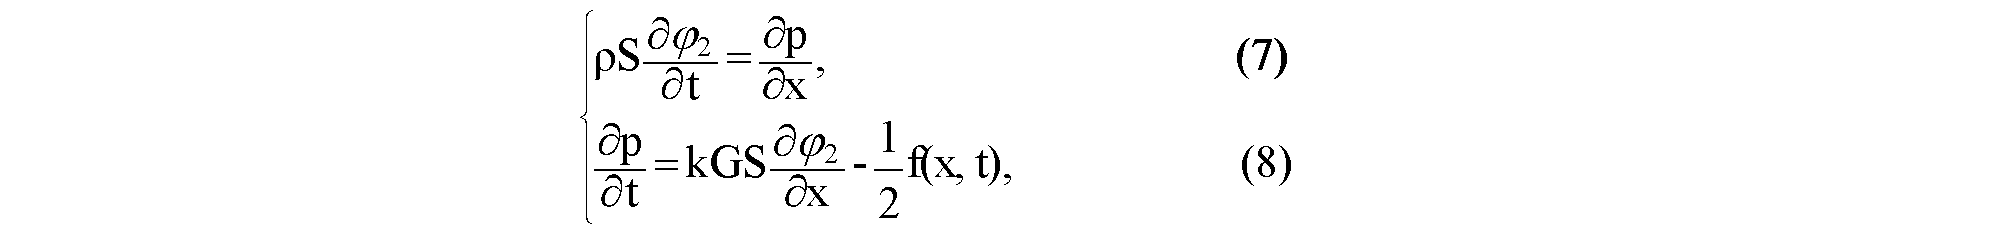 ρS ∂φ₂/∂t = ∂p/∂x, (7)
∂p/∂t = kGS ∂φ₂/∂x - 1/2 f(x, t), (8)